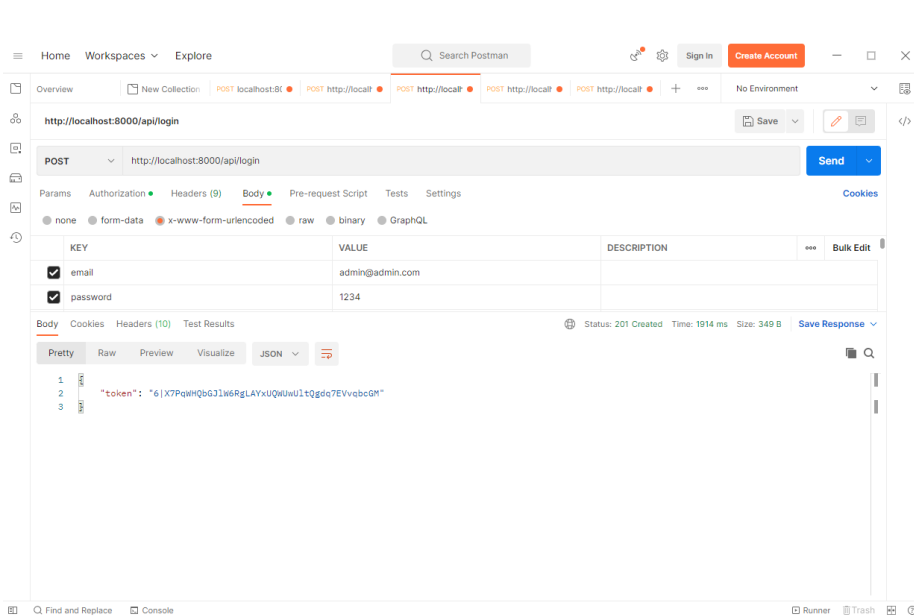 Home Workspaces Explore Search Postman Sign In Create Account
Overview New Collection POST localhost:8( POST http://localh POST http://localh POST http://localh POST http://localh No Environment
http://localhost:8000/api/login Save
POST http://localhost:8000/api/login Send
Params Authorization Headers (9) Body Pre-request Script Tests Settings Cookies
none form-data x-www-form-urlencoded raw binary GraphQL
KEY VALUE DESCRIPTION Bulk Edit
email admin@admin.com
password 1234
Body Cookies Headers (10) Test Results Status: 201 Created Time: 1914 ms Size: 349 B Save Response
Pretty Raw Preview Visualize JSON
1 {
2 "token": "6|X7PqWHQbGJlW6RgLAYxUQWUwUltQgdq7EVvqbcGM"
3 }
Find and Replace Console Runner Trash